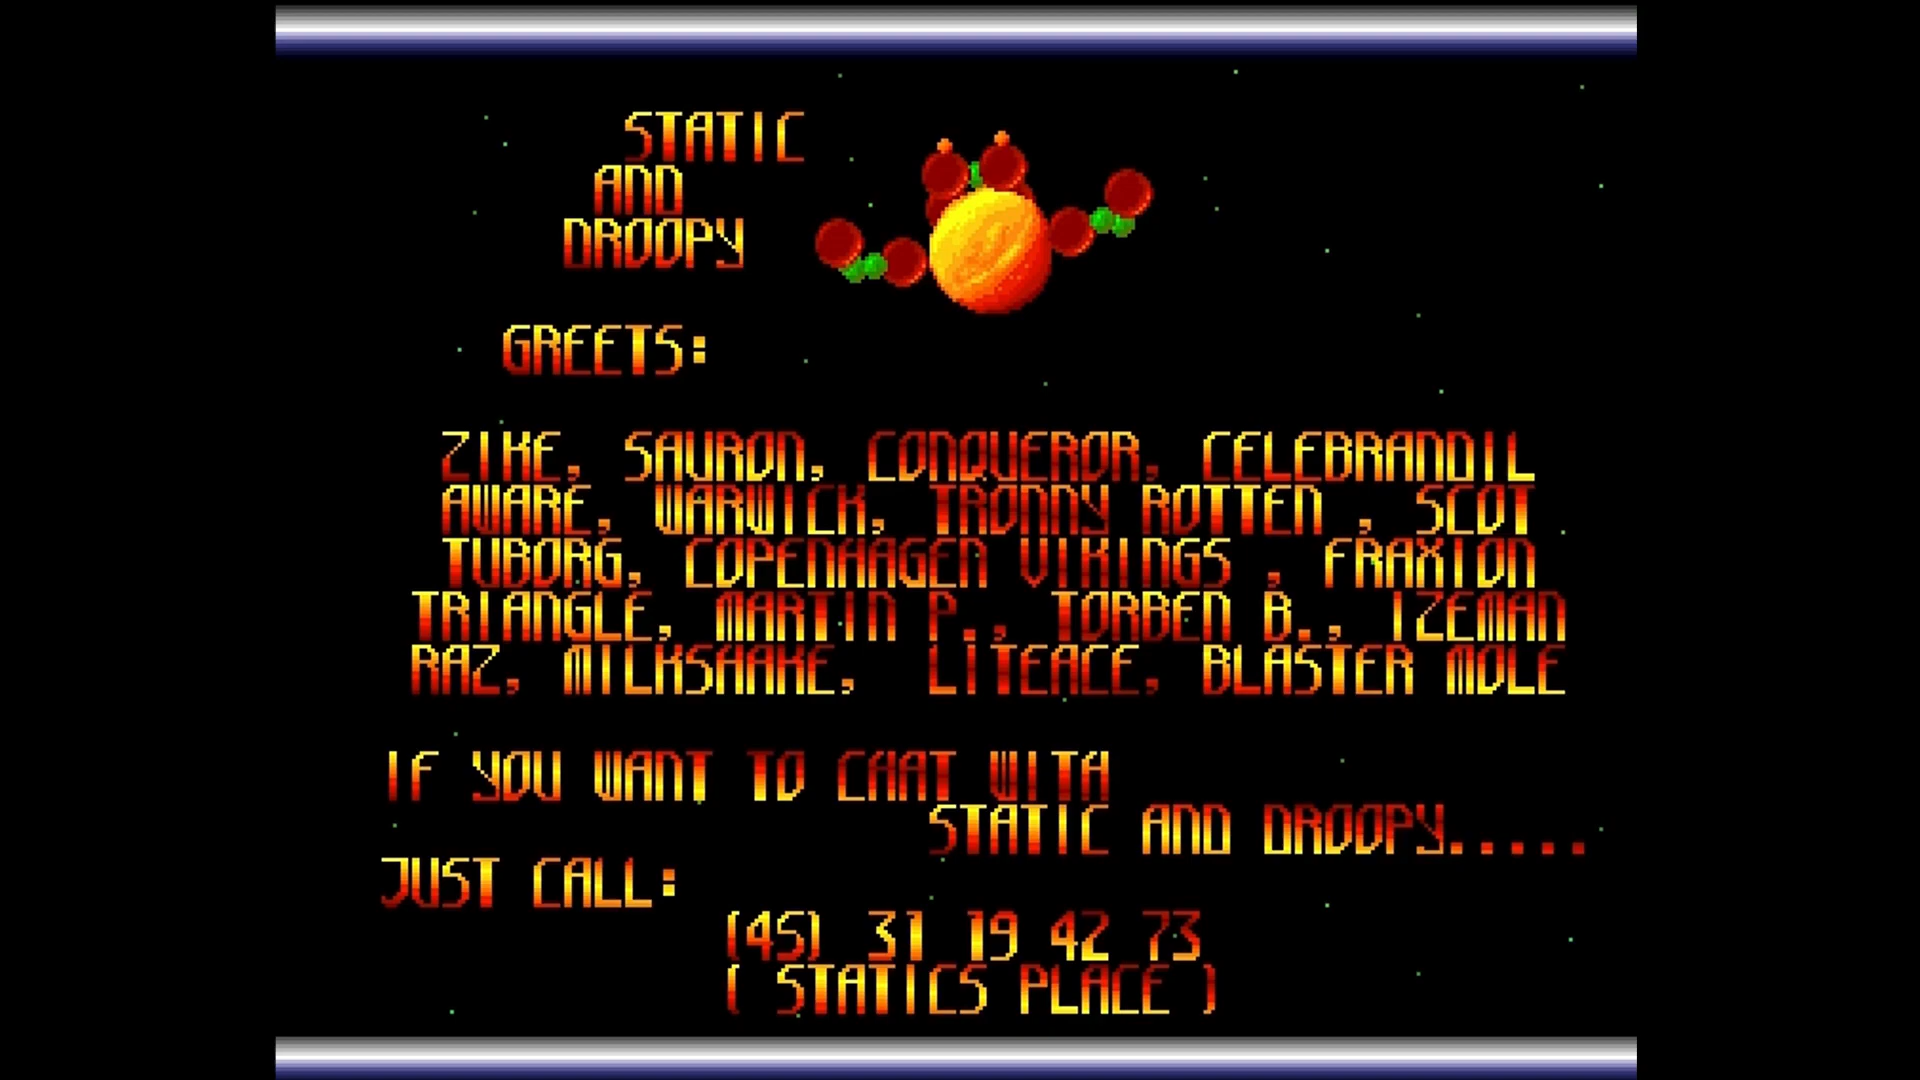 STATIC
AND
DROOPY
GREETS:
ZIKE, SAURON, CONQUEROR, CELEBRANDIL
AWARE, WARWICK, TRONNY ROTTEN , SCOT
TUBORG, COPENHAGEN VIKINGS , FRAXION
TRIANGLE, MARTIN P., TORBEN B., IZEMAN
RAZ, MILKSHAKE, LITEACE, BLASTER MOLE
IF YOU WANT TO CHAT WITH
STATIC AND DROOPY.....
JUST CALL:
(45) 31 19 42 73
( STATICS PLACE )